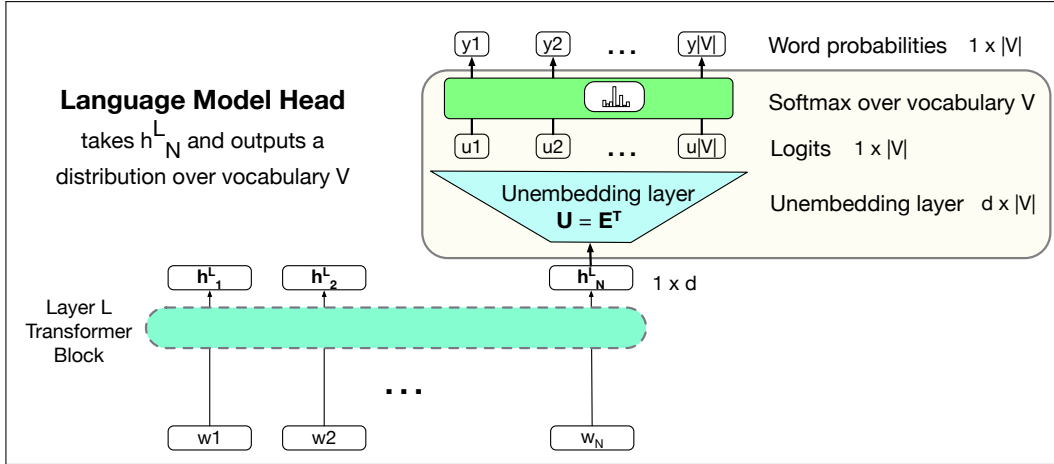 y1 y2 ... y|V| Word probabilities 1 x |V|
Language Model Head
takes h^L_N and outputs a
distribution over vocabulary V
Softmax over vocabulary V
u1 u2 ... u|V| Logits 1 x |V|
Unembedding layer
U = E^T
Unembedding layer d x |V|
h^L_1 h^L_2 h^L_N 1 x d
Layer L
Transformer
Block
...
w1 w2 w_N